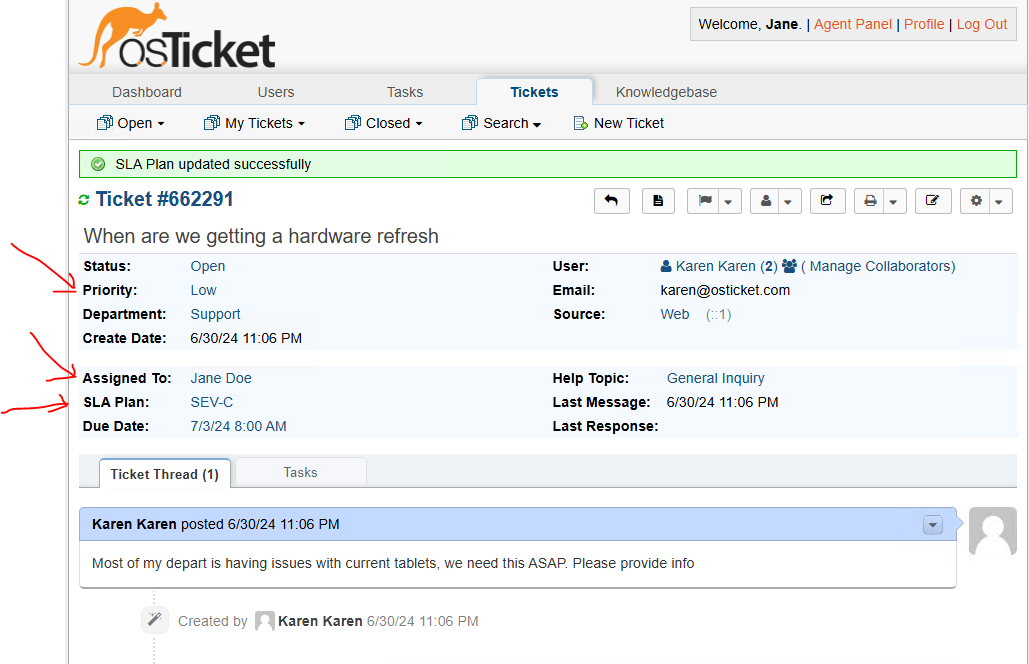 osTicket
Welcome, Jane. | Agent Panel | Profile | Log Out
Dashboard Users Tasks Tickets Knowledgebase
Open My Tickets Closed Search New Ticket
SLA Plan updated successfully
Ticket #662291
When are we getting a hardware refresh
Status: Open User: Karen Karen (2) ( Manage Collaborators)
Priority: Low Email: karen@osticket.com
Department: Support Source: Web (::1)
Create Date: 6/30/24 11:06 PM
Assigned To: Jane Doe Help Topic: General Inquiry
SLA Plan: SEV-C Last Message: 6/30/24 11:06 PM
Due Date: 7/3/24 8:00 AM Last Response:
Ticket Thread (1) Tasks
Karen Karen posted 6/30/24 11:06 PM
Most of my depart is having issues with current tablets, we need this ASAP. Please provide info
Created by Karen Karen 6/30/24 11:06 PM